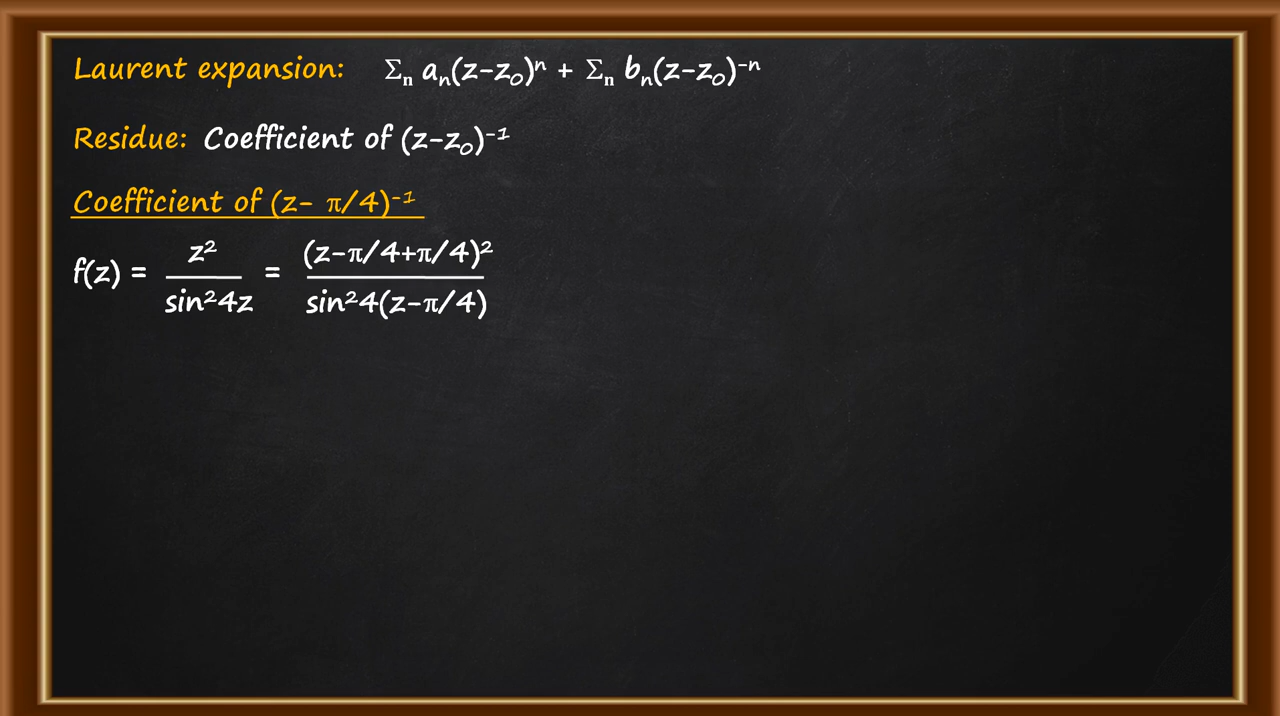 Laurent expansion: Σₙ aₙ(z-z₀)ⁿ + Σₙ bₙ(z-z₀)⁻ⁿ
Residue: Coefficient of (z-z₀)⁻¹
Coefficient of (z- π/4)⁻¹
f(z) = z² / sin²4z = (z-π/4+π/4)² / sin²4(z-π/4)